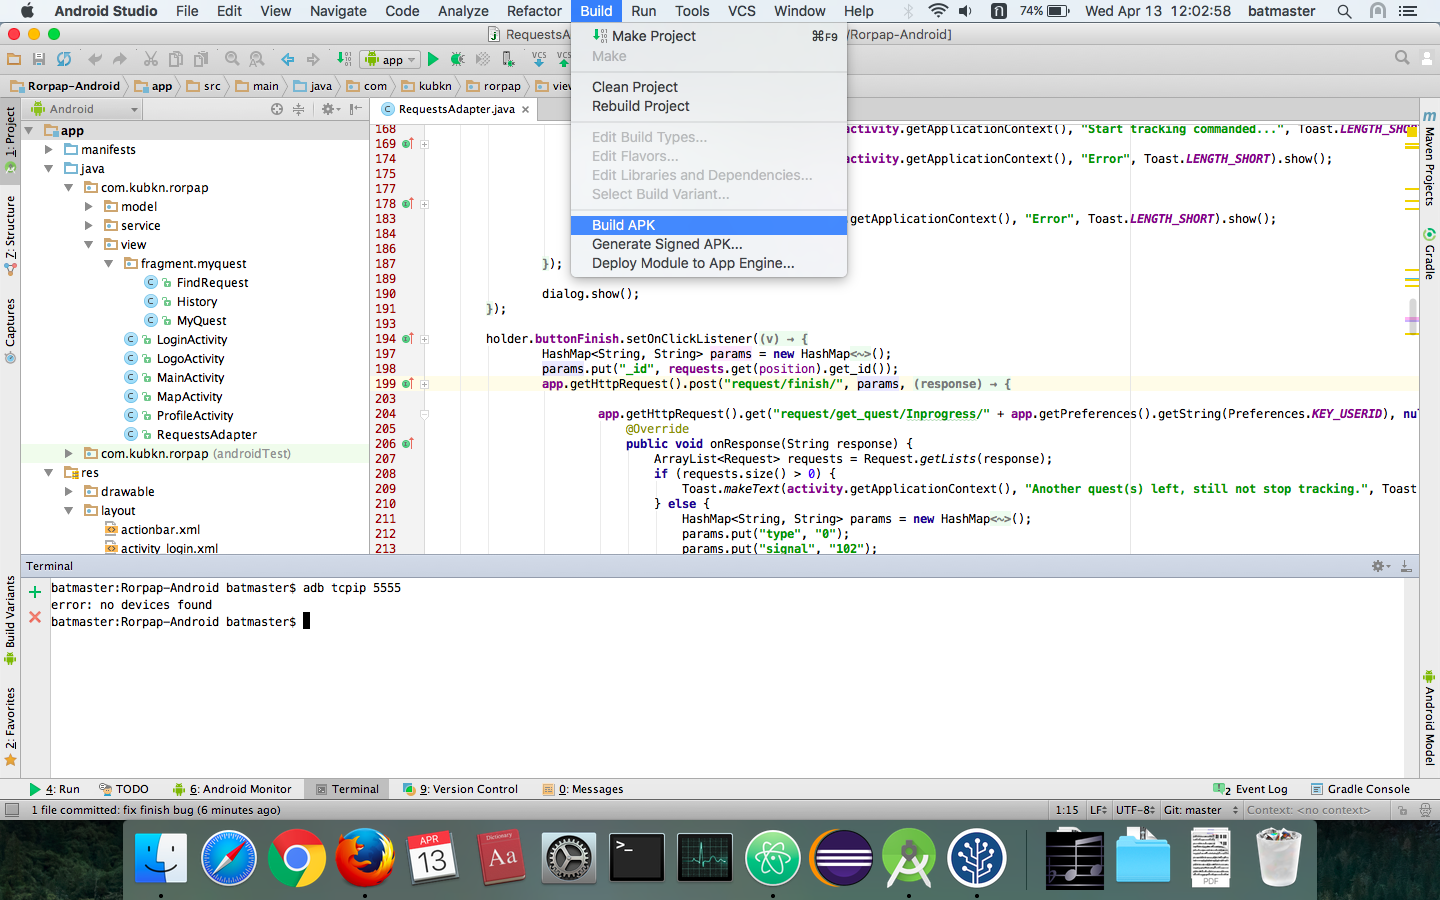 Android Studio File Edit View Navigate Code Analyze Refactor Build Run Tools VCS Window Help 74% Wed Apr 13 12:02:58 batmaster
RequestsA /Rorpap-Android]
Make Project ⌘F9
Make
Clean Project
Rebuild Project
Edit Build Types...
Edit Flavors...
Edit Libraries and Dependencies...
Select Build Variant...
Build APK
Generate Signed APK...
Deploy Module to App Engine...
app VCS VCS
Rorpap-Android app src main java com kubkn rorpap view
Android
RequestsAdapter.java
1: Project
Z: Structure
Captures
Build Variants
2: Favorites
app
manifests
java
com.kubkn.rorpap
model
service
view
fragment.myquest
FindRequest
History
MyQuest
LoginActivity
LogoActivity
MainActivity
MapActivity
ProfileActivity
RequestsAdapter
com.kubkn.rorpap (androidTest)
res
drawable
layout
actionbar.xml
activity_login.xml
168 activity.getApplicationContext(), "Start tracking commanded...", Toast.LENGTH_SHORT
169
174 activity.getApplicationContext(), "Error", Toast.LENGTH_SHORT).show();
175
177
178
183 .getApplicationContext(), "Error", Toast.LENGTH_SHORT).show();
184
186
187 });
189
190 dialog.show();
191 });
193
194 holder.buttonFinish.setOnClickListener((v) → {
197 HashMap<String, String> params = new HashMap<~>();
198 params.put("_id", requests.get(position).get_id());
199 app.getHttpRequest().post("request/finish/", params, (response) → {
203
204 app.getHttpRequest().get("request/get_quest/Inprogress/" + app.getPreferences().getString(Preferences.KEY_USERID), nu
205 @Override
206 public void onResponse(String response) {
207 ArrayList<Request> requests = Request.getLists(response);
208 if (requests.size() > 0) {
209 Toast.makeText(activity.getApplicationContext(), "Another quest(s) left, still not stop tracking.", Toast
210 } else {
211 HashMap<String, String> params = new HashMap<~>();
212 params.put("type", "0");
213 params.put("signal", "102");
Maven Projects
Gradle
Android Model
Terminal
batmaster:Rorpap-Android batmaster$ adb tcpip 5555
error: no devices found
batmaster:Rorpap-Android batmaster$
4: Run TODO 6: Android Monitor Terminal 9: Version Control 0: Messages 2 Event Log Gradle Console
1 file committed: fix finish bug (6 minutes ago) 1:15 LF UTF-8 Git: master Context: <no context>
APR
13
Dictionary
Aa
>_
PDF